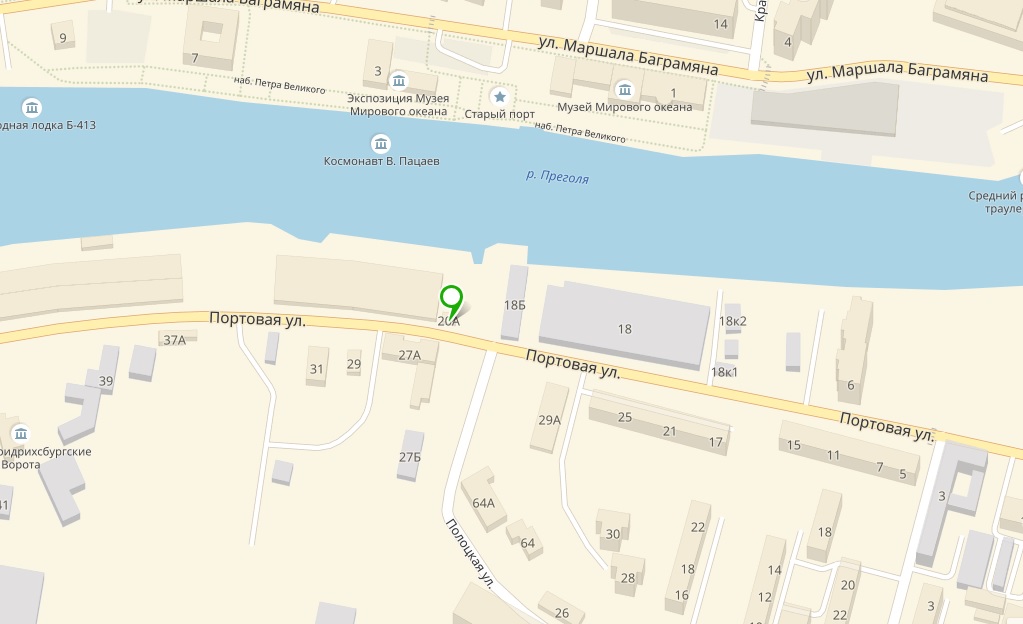 ул. Маршала Баграмяна
9
7
14
4
ул. Маршала Баграмяна
ул. Маршала Баграмяна
3
наб. Петра Великого
Экспозиция Музея
Мирового океана
Старый порт
Музей Мирового океана
1
Б-413
наб. Петра Великого
Космонавт В. Пацаев
р. Преголя
Средний
18Б
20А
18
18к2
18к1
Портовая ул.
37А
39
31
29
27А
27Б
Портовая ул.
6
29А
25
21
17
Портовая ул.
15
11
7
5
3
Ворота
41
64А
64
Полоцкая ул.
30
28
26
22
18
16
18
14
12
20
22
3